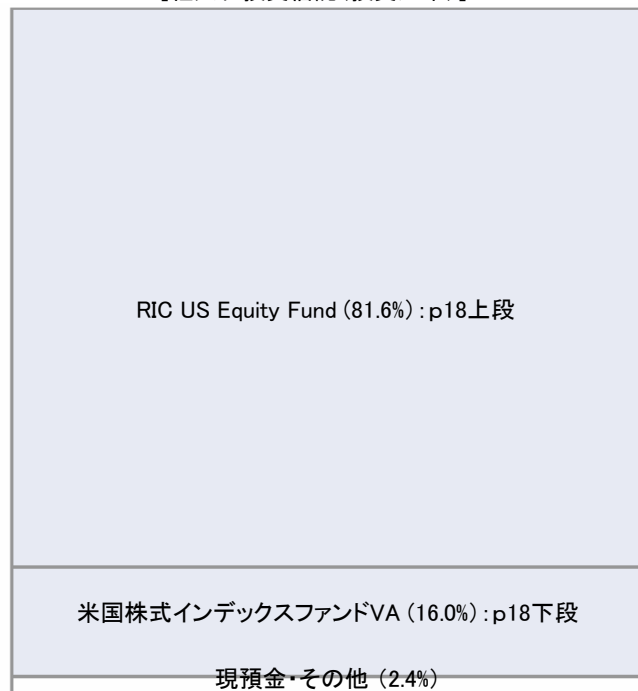 RIC US Equity Fund (81.6%) : p18上段
米国株式インデックスファンドVA (16.0%) : p18下段
現預金・その他 (2.4%)